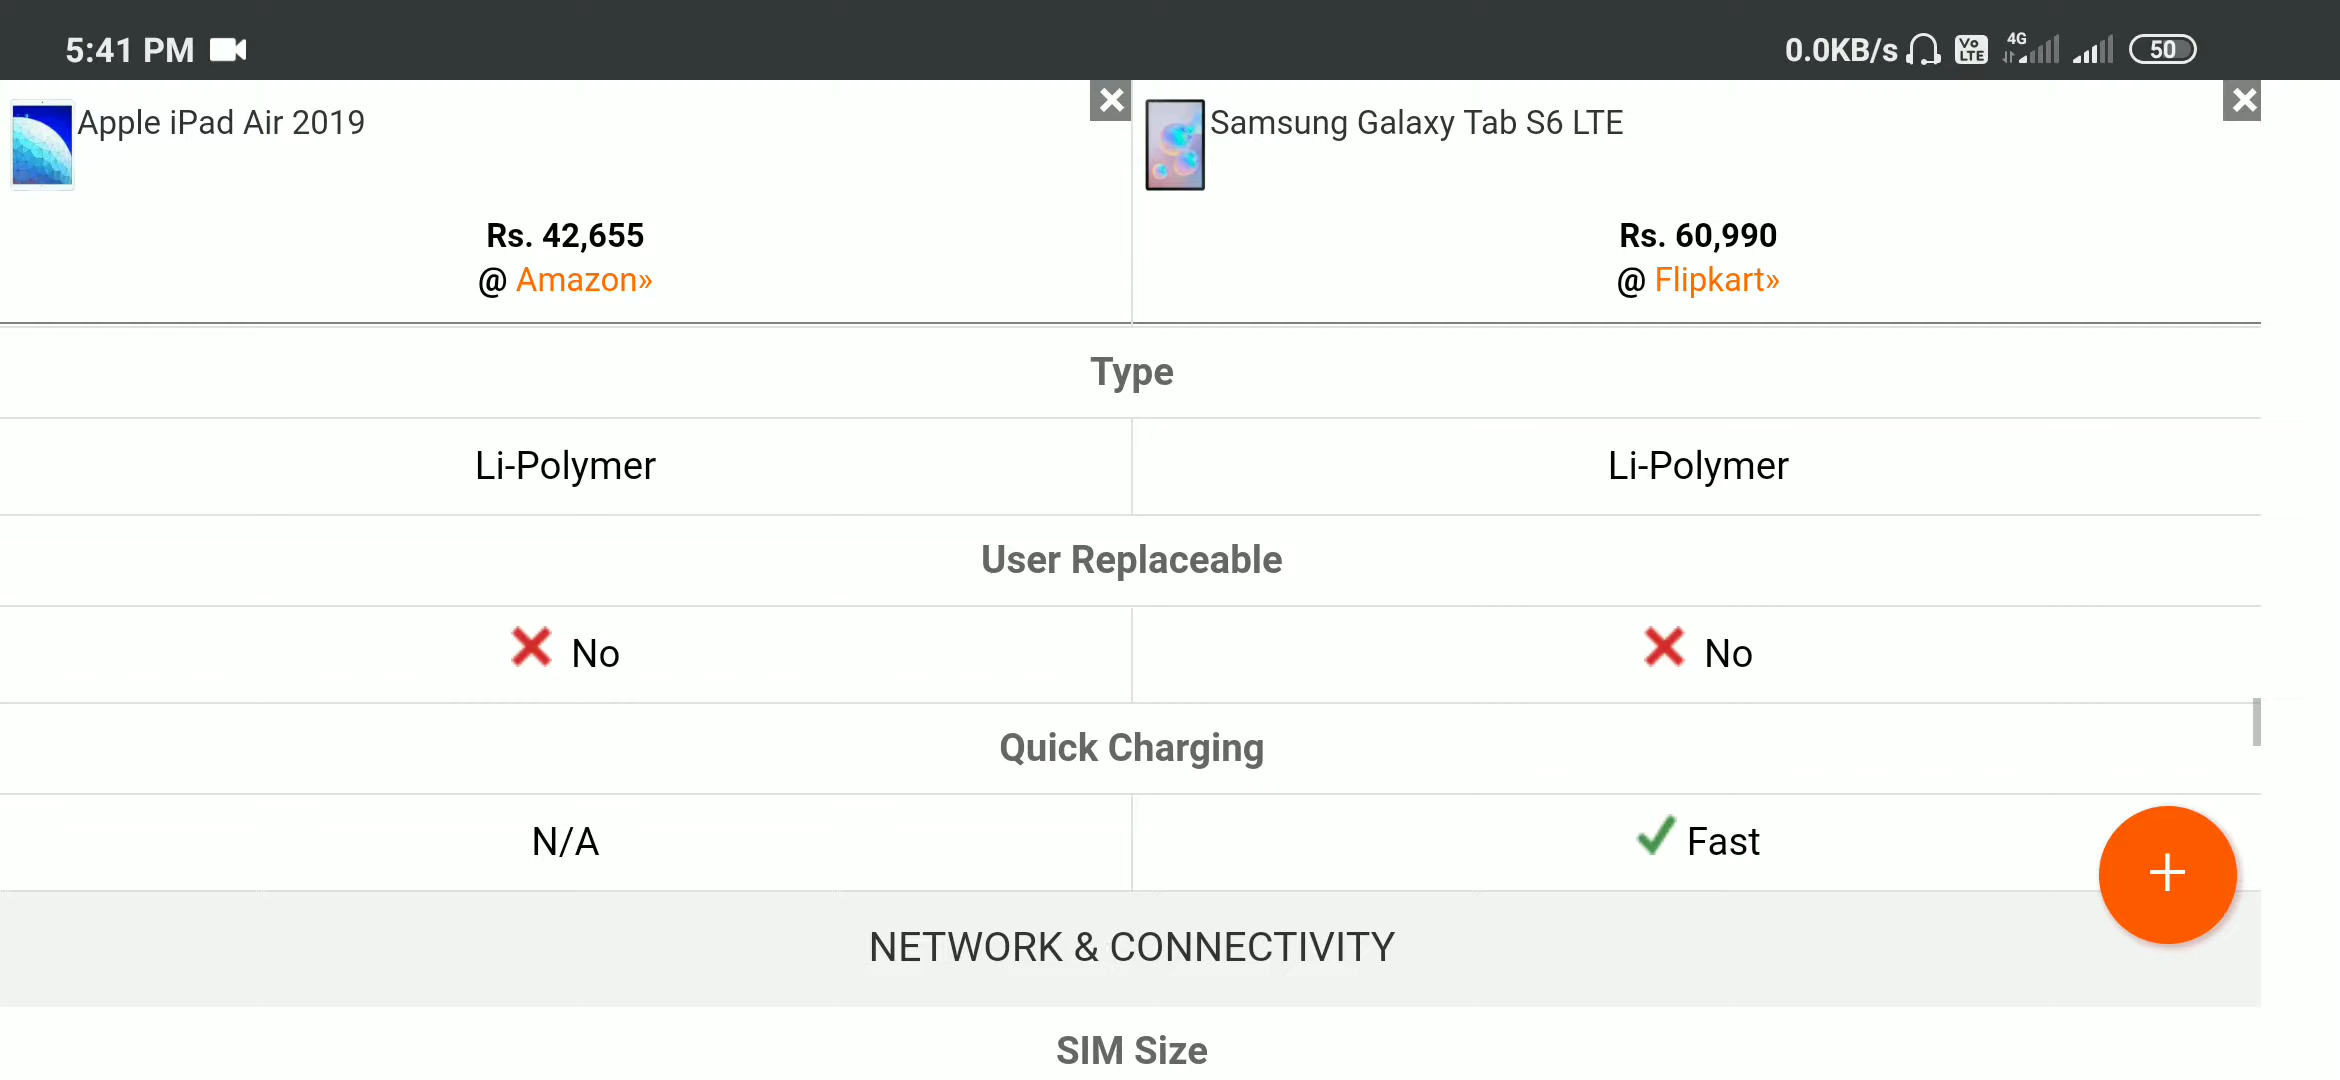 5:41 PM
0.0KB/s Vo LTE 4G 50
Apple iPad Air 2019
Samsung Galaxy Tab S6 LTE
Rs. 42,655
@ Amazon»
Rs. 60,990
@ Flipkart»
Type
Li-Polymer
Li-Polymer
User Replaceable
No
No
Quick Charging
N/A
Fast
NETWORK & CONNECTIVITY
SIM Size